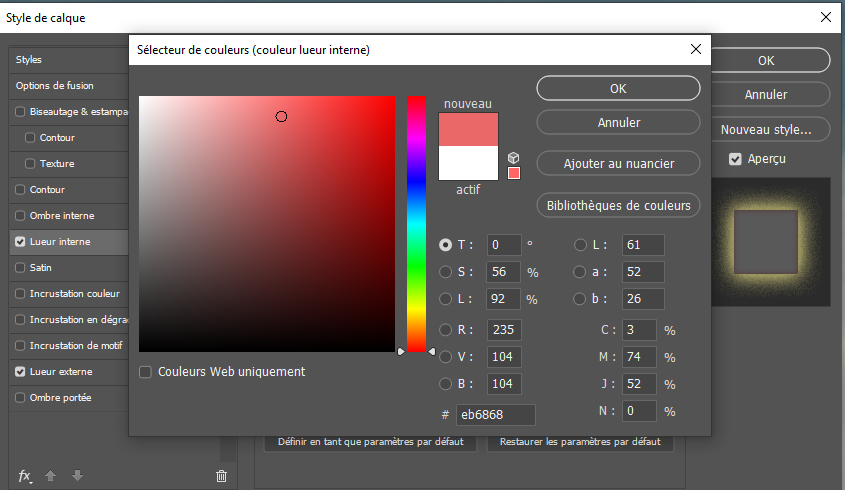 Style de calque
Sélecteur de couleurs (couleur lueur interne)
Styles
Options de fusion
Biseautage & estampa
Contour
Texture
Contour
Ombre interne
Lueur interne
Satin
Incrustation couleur
Incrustation en dégra
Incrustation de motif
Lueur externe
Ombre portée
fx
nouveau
actif
OK
Annuler
Ajouter au nuancier
Bibliothèques de couleurs
T : 0 °
S : 56 %
L : 92 %
R : 235
V : 104
B : 104
# eb6868
L : 61
a : 52
b : 26
C : 3 %
M : 74 %
J : 52 %
N : 0 %
Couleurs Web uniquement
Définir en tant que paramètres par défaut
Restaurer les paramètres par défaut
OK
Annuler
Nouveau style...
Aperçu